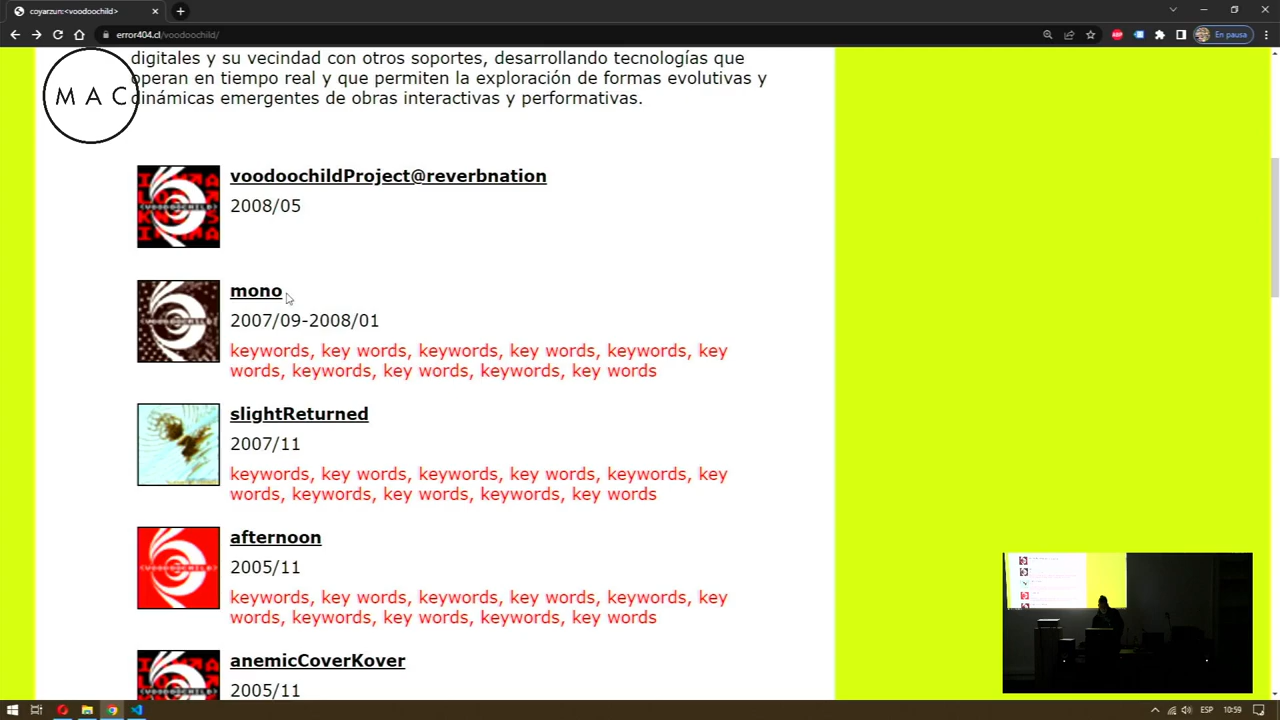 coyarzun:<voodoochild>
error404.cl/voodoochild/
ABP
En pausa
digitales y su vecindad con otros soportes, desarrollando tecnologías que
operan en tiempo real y que permiten la exploración de formas evolutivas y
dinámicas emergentes de obras interactivas y performativas.
MAC
voodoochildProject@reverbnation
2008/05
<VOODOOCHILD>
mono
2007/09-2008/01
keywords, key words, keywords, key words, keywords, key
words, keywords, key words, keywords, key words
slightReturned
2007/11
keywords, key words, keywords, key words, keywords, key
words, keywords, key words, keywords, key words
afternoon
2005/11
keywords, key words, keywords, key words, keywords, key
words, keywords, key words, keywords, key words
anemicCoverKover
2005/11
ESP
10:59